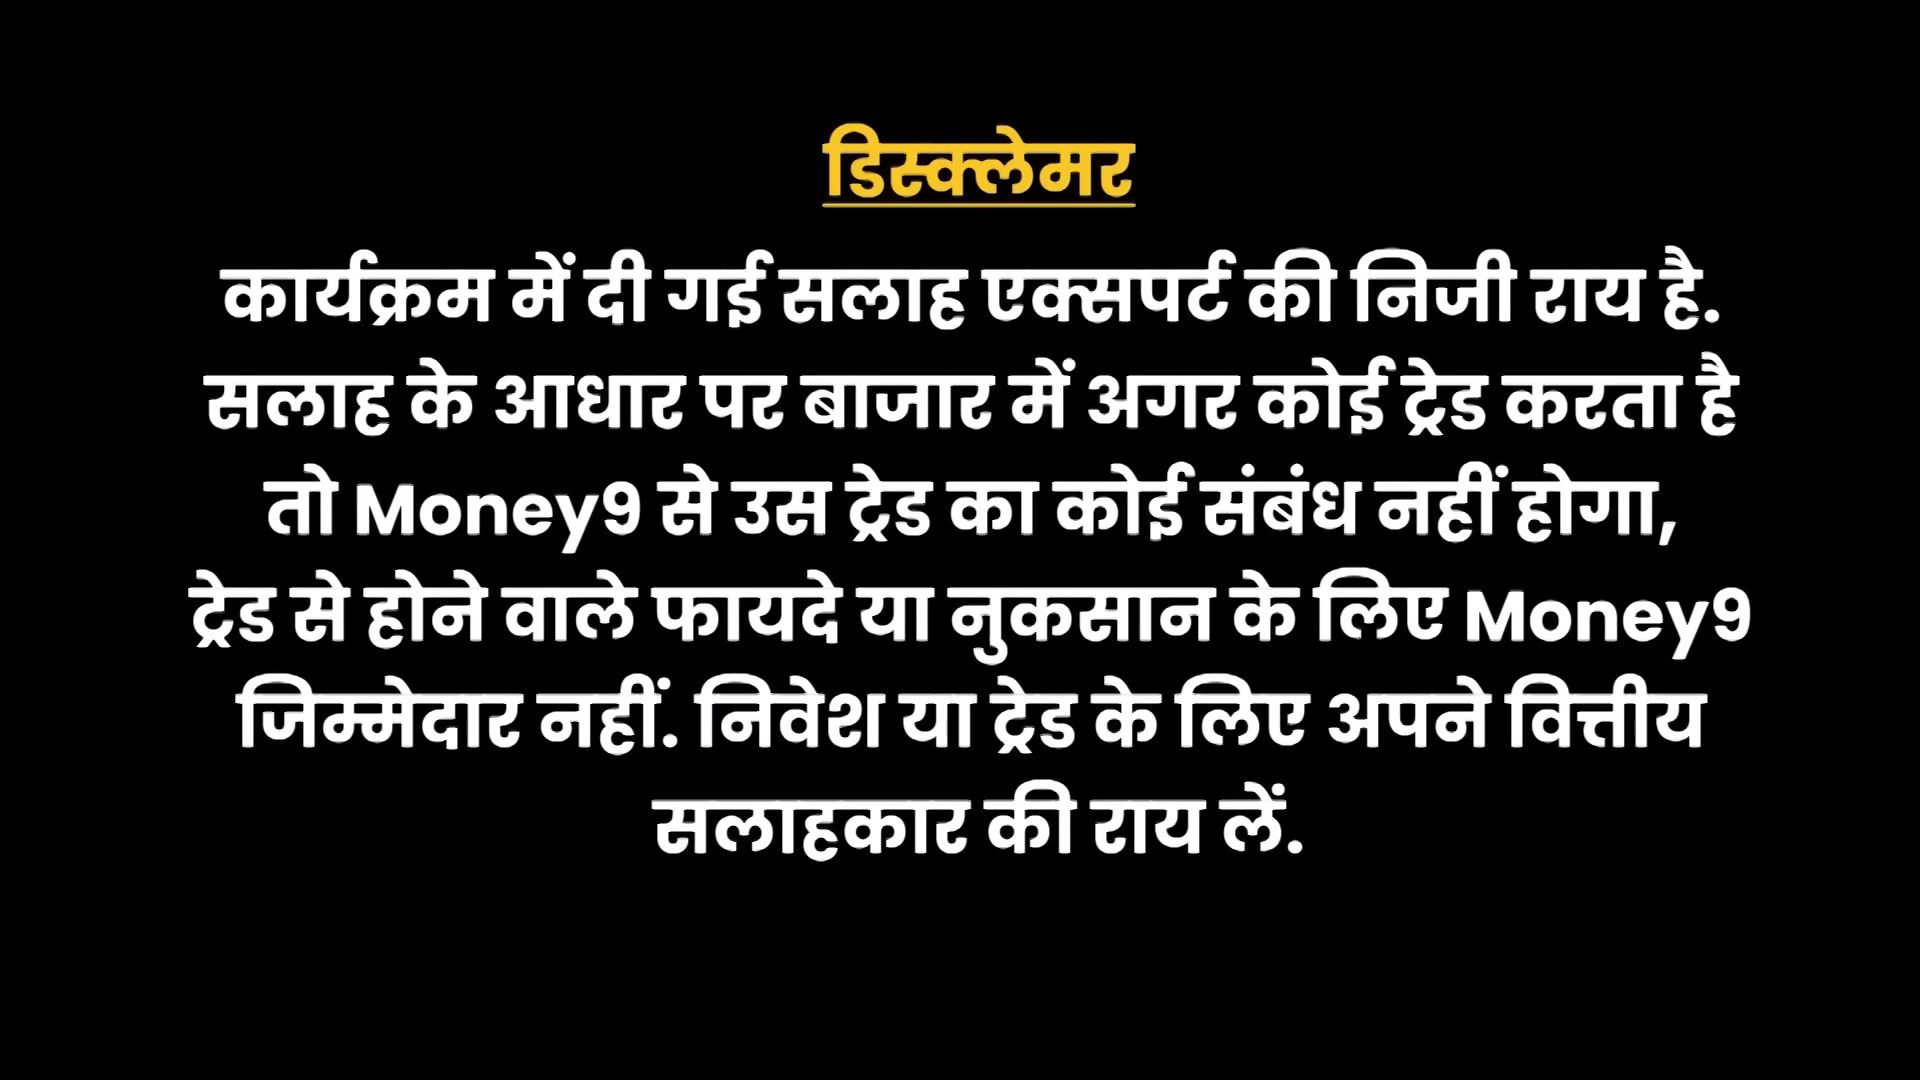 डिस्क्लेमर
कार्यक्रम में दी गई सलाह एक्सपर्ट की निजी राय है.
सलाह के आधार पर बाजार में अगर कोई ट्रेड करता है
तो Money9 से उस ट्रेड का कोई संबंध नहीं होगा,
ट्रेड से होने वाले फायदे या नुकसान के लिए Money9
जिम्मेदार नहीं. निवेश या ट्रेड के लिए अपने वित्तीय
सलाहकार की राय लें.